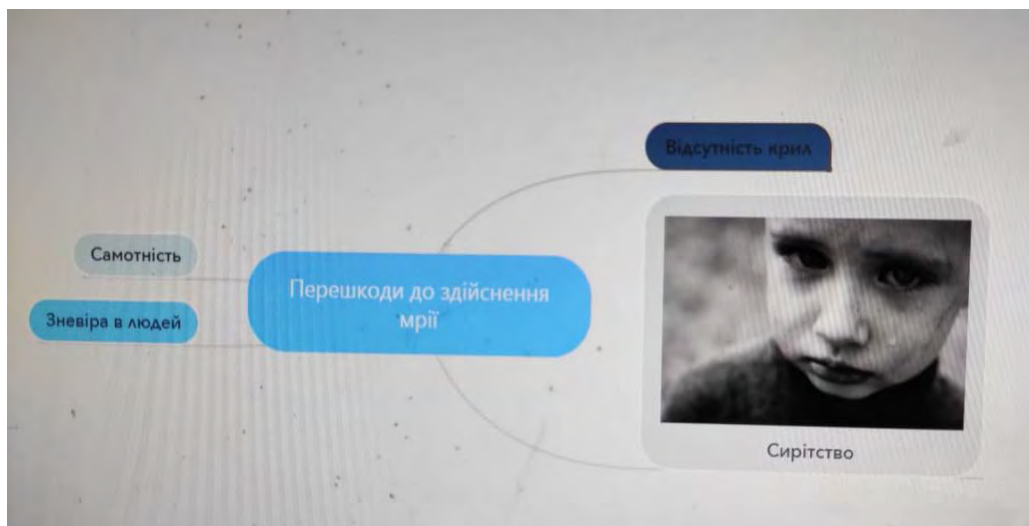 Відсутність крил
Самотність
Перешкоди до здійснення
мрії
Зневіра в людей
Сирітство